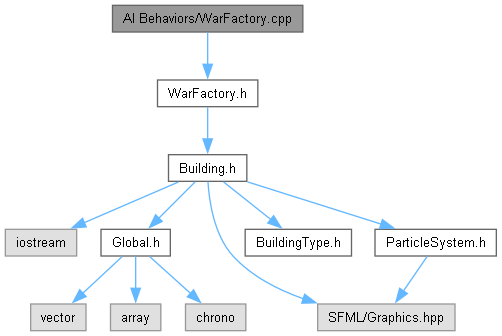 AI Behaviors/WarFactory.cpp
WarFactory.h
Building.h
iostream
Global.h
BuildingType.h
ParticleSystem.h
vector
array
chrono
SFML/Graphics.hpp